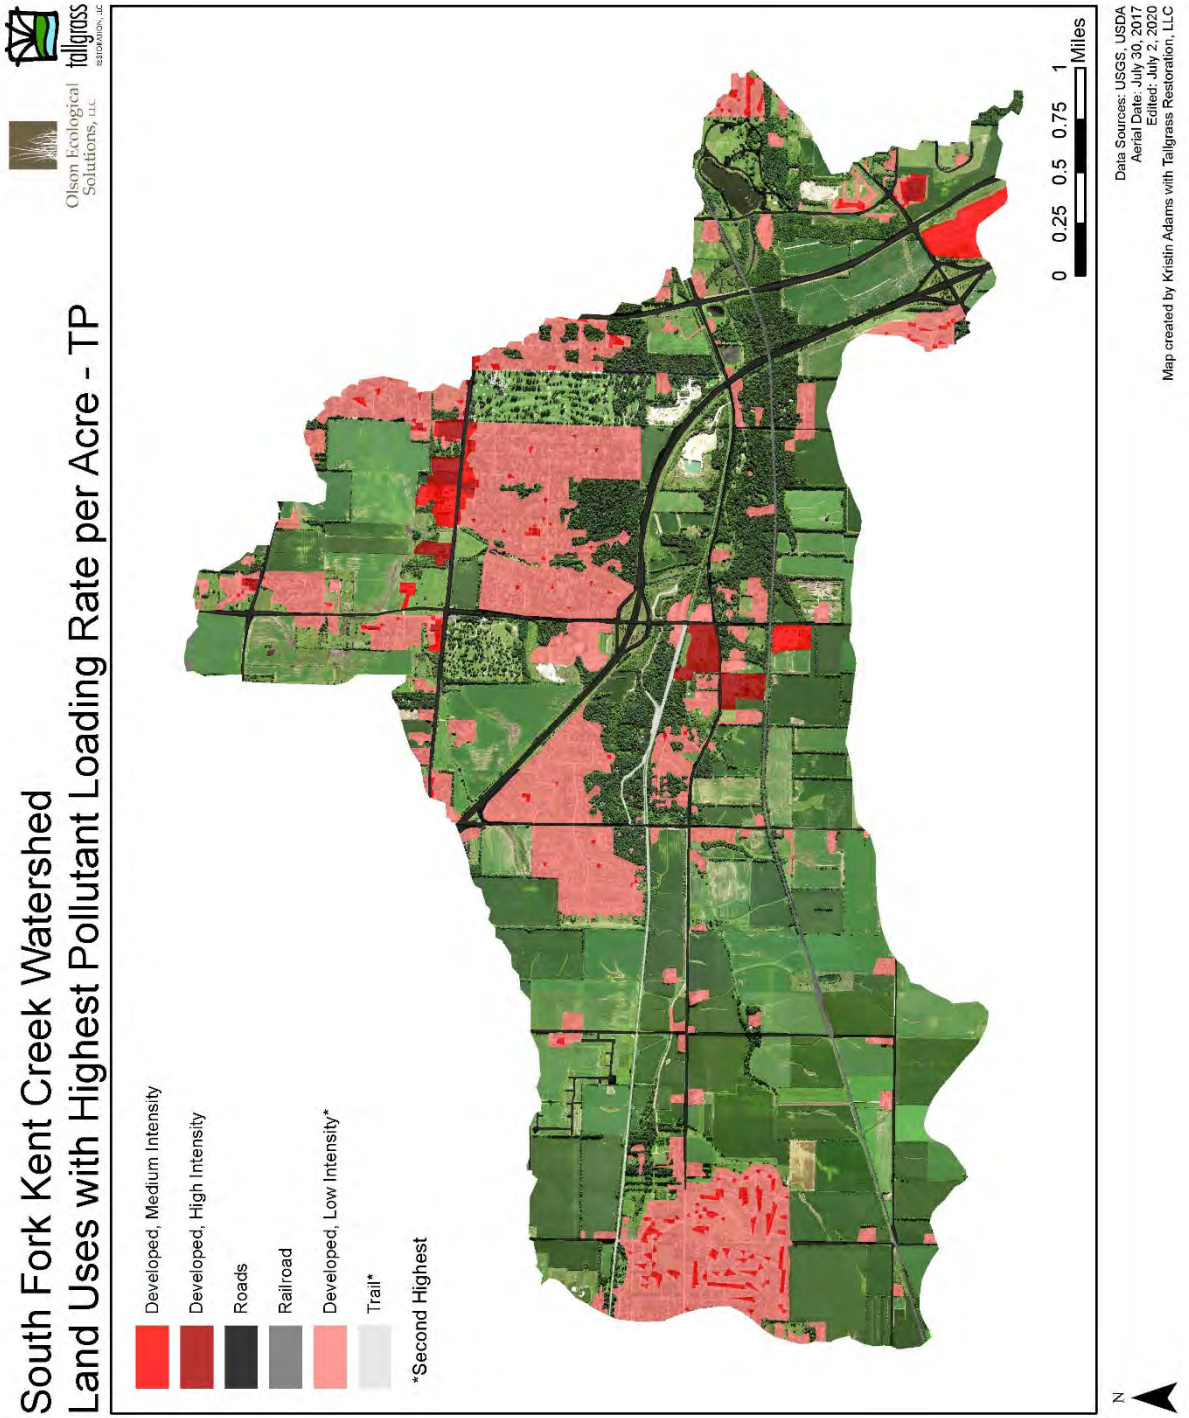 South Fork Kent Creek Watershed
Land Uses with Highest Pollutant Loading Rate per Acre - TP
Olson Ecological
Solutions, LLC
tallgrass
RESTORATION, LLC
Developed, Medium Intensity
Developed, High Intensity
Roads
Railroad
Developed, Low Intensity*
Trail*
*Second Highest
0 0.25 0.5 0.75 1
Miles
N
Data Sources: USGS, USDA
Aerial Date: July 30, 2017
Edited: July 2, 2020
Map created by Kristin Adams with Tallgrass Restoration, LLC